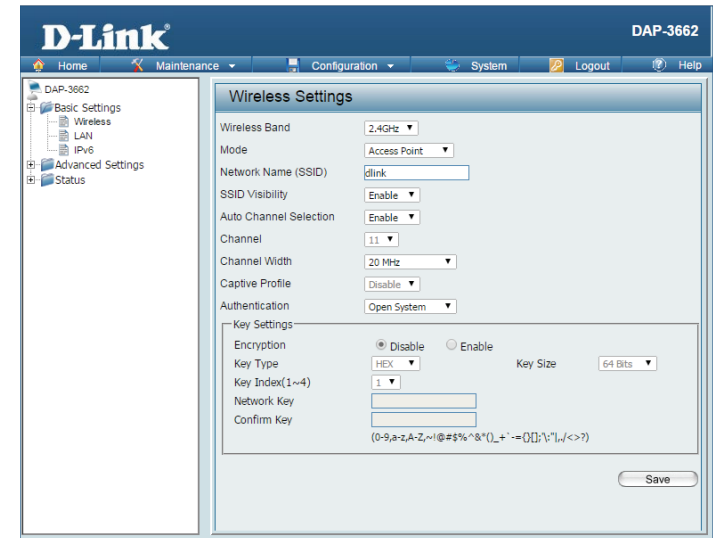 D-Link®
DAP-3662
Home Maintenance Configuration System Logout Help
DAP-3662
Basic Settings
Wireless
LAN
IPv6
Advanced Settings
Status
Wireless Settings
Wireless Band 2.4GHz
Mode Access Point
Network Name (SSID) dlink
SSID Visibility Enable
Auto Channel Selection Enable
Channel 11
Channel Width 20 MHz
Captive Profile Disable
Authentication Open System
Key Settings
Encryption Disable Enable
Key Type HEX Key Size 64 Bits
Key Index(1~4) 1
Network Key
Confirm Key
(0-9,a-z,A-Z,~!@#$%^&*()_+`-={}[];'\:"|,./<>?)
Save